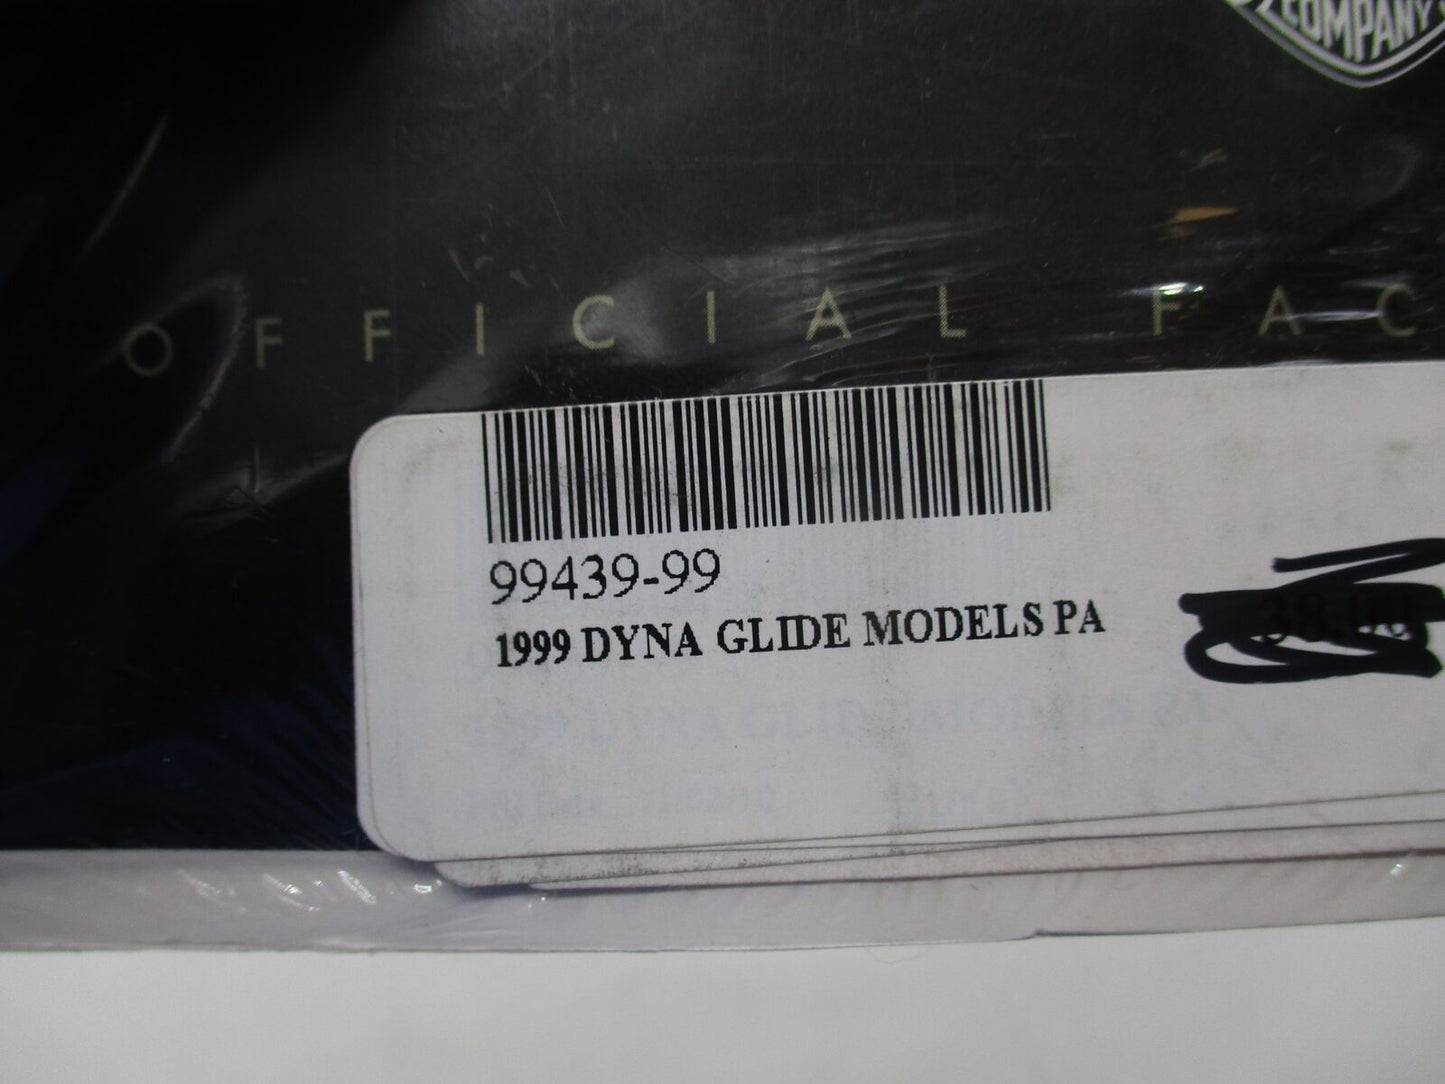 COMPANY
OFFICIAL FAC
99439-99
1999 DYNA GLIDE MODELS PA
38.00